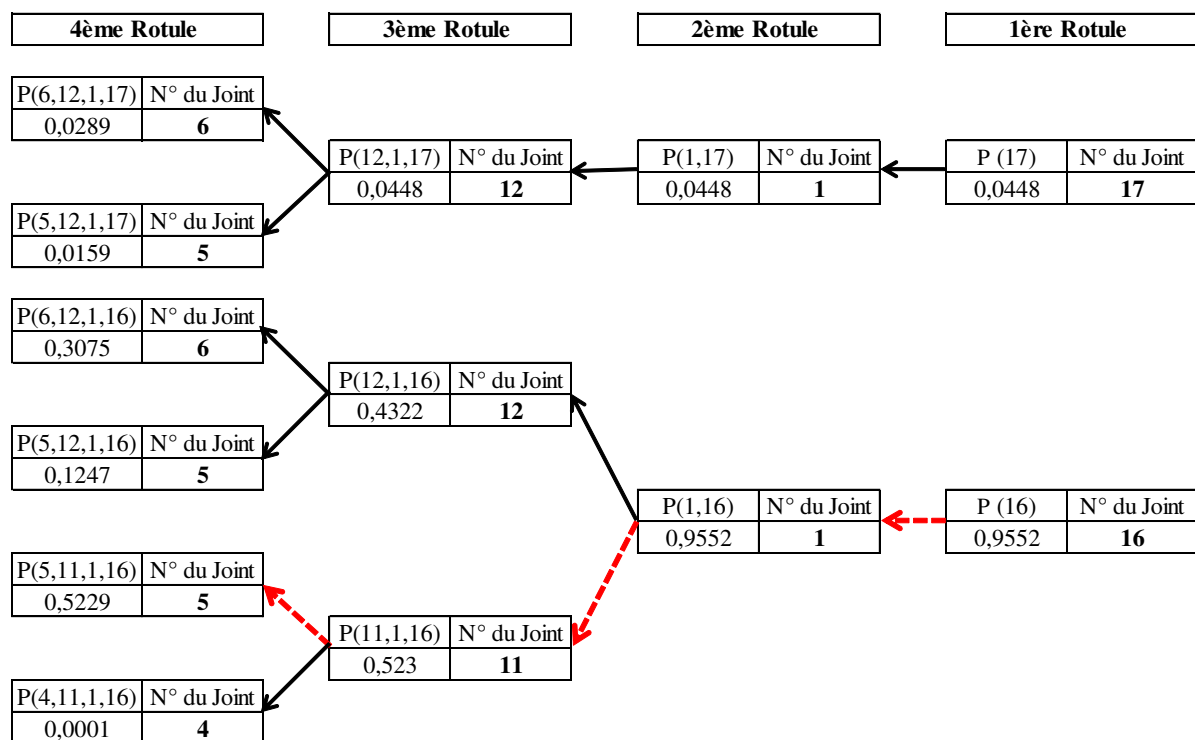 4ème Rotule 3ème Rotule 2ème Rotule 1ère Rotule
P(6,12,1,17) N° du Joint
0,0289 6
P(12,1,17) N° du Joint P(1,17) N° du Joint P (17) N° du Joint
0,0448 12 0,0448 1 0,0448 17
P(5,12,1,17) N° du Joint
0,0159 5
P(6,12,1,16) N° du Joint
0,3075 6
P(12,1,16) N° du Joint
0,4322 12
P(5,12,1,16) N° du Joint
0,1247 5
P(1,16) N° du Joint P (16) N° du Joint
0,9552 1 0,9552 16
P(5,11,1,16) N° du Joint
0,5229 5
P(11,1,16) N° du Joint
0,523 11
P(4,11,1,16) N° du Joint
0,0001 4